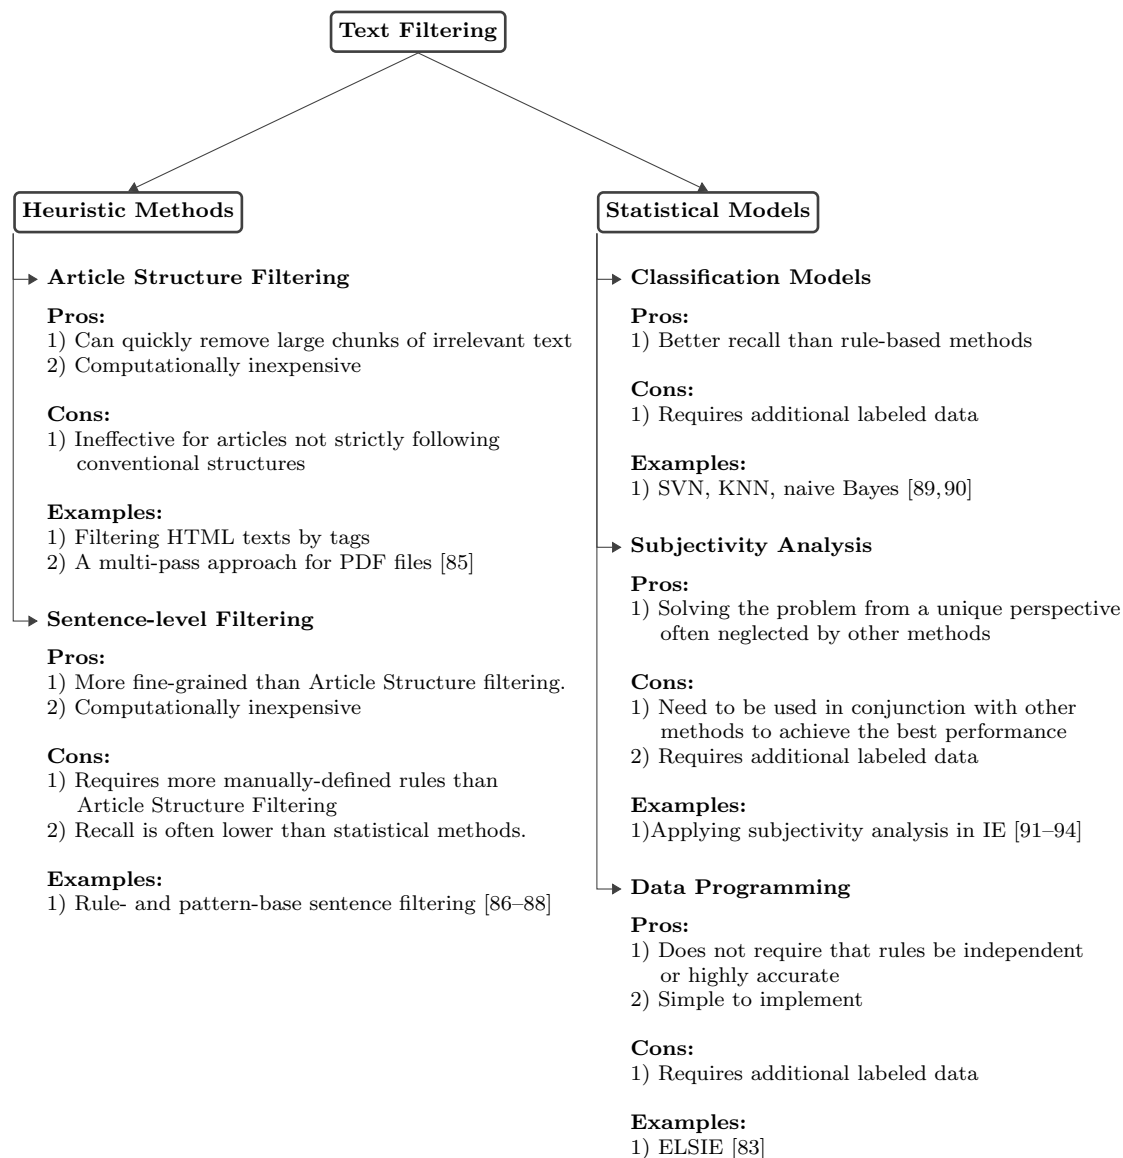 Text Filtering
Heuristic Methods
Article Structure Filtering
Pros:
1) Can quickly remove large chunks of irrelevant text
2) Computationally inexpensive
Cons:
1) Ineffective for articles not strictly following
conventional structures
Examples:
1) Filtering HTML texts by tags
2) A multi-pass approach for PDF files [85]
Sentence-level Filtering
Pros:
1) More fine-grained than Article Structure filtering.
2) Computationally inexpensive
Cons:
1) Requires more manually-defined rules than
Article Structure Filtering
2) Recall is often lower than statistical methods.
Examples:
1) Rule- and pattern-base sentence filtering [86–88]
Statistical Models
Classification Models
Pros:
1) Better recall than rule-based methods
Cons:
1) Requires additional labeled data
Examples:
1) SVN, KNN, naive Bayes [89, 90]
Subjectivity Analysis
Pros:
1) Solving the problem from a unique perspective
often neglected by other methods
Cons:
1) Need to be used in conjunction with other
methods to achieve the best performance
2) Requires additional labeled data
Examples:
1)Applying subjectivity analysis in IE [91–94]
Data Programming
Pros:
1) Does not require that rules be independent
or highly accurate
2) Simple to implement
Cons:
1) Requires additional labeled data
Examples:
1) ELSIE [83]